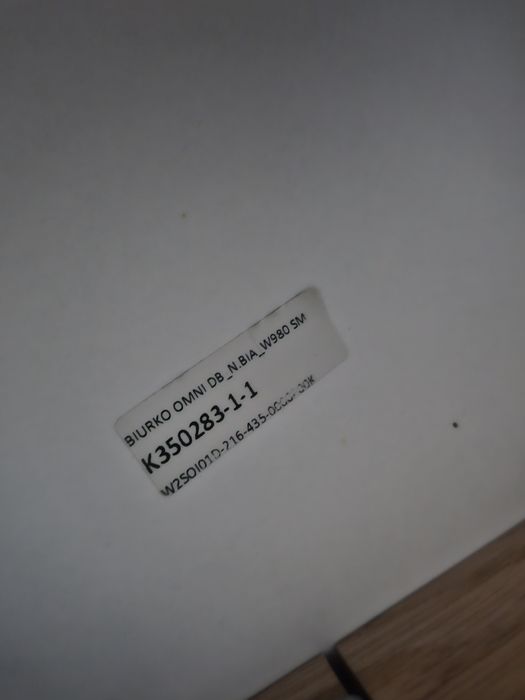 BIURKO OMNI DB_N.BIA_W980 SM
K350283-1-1